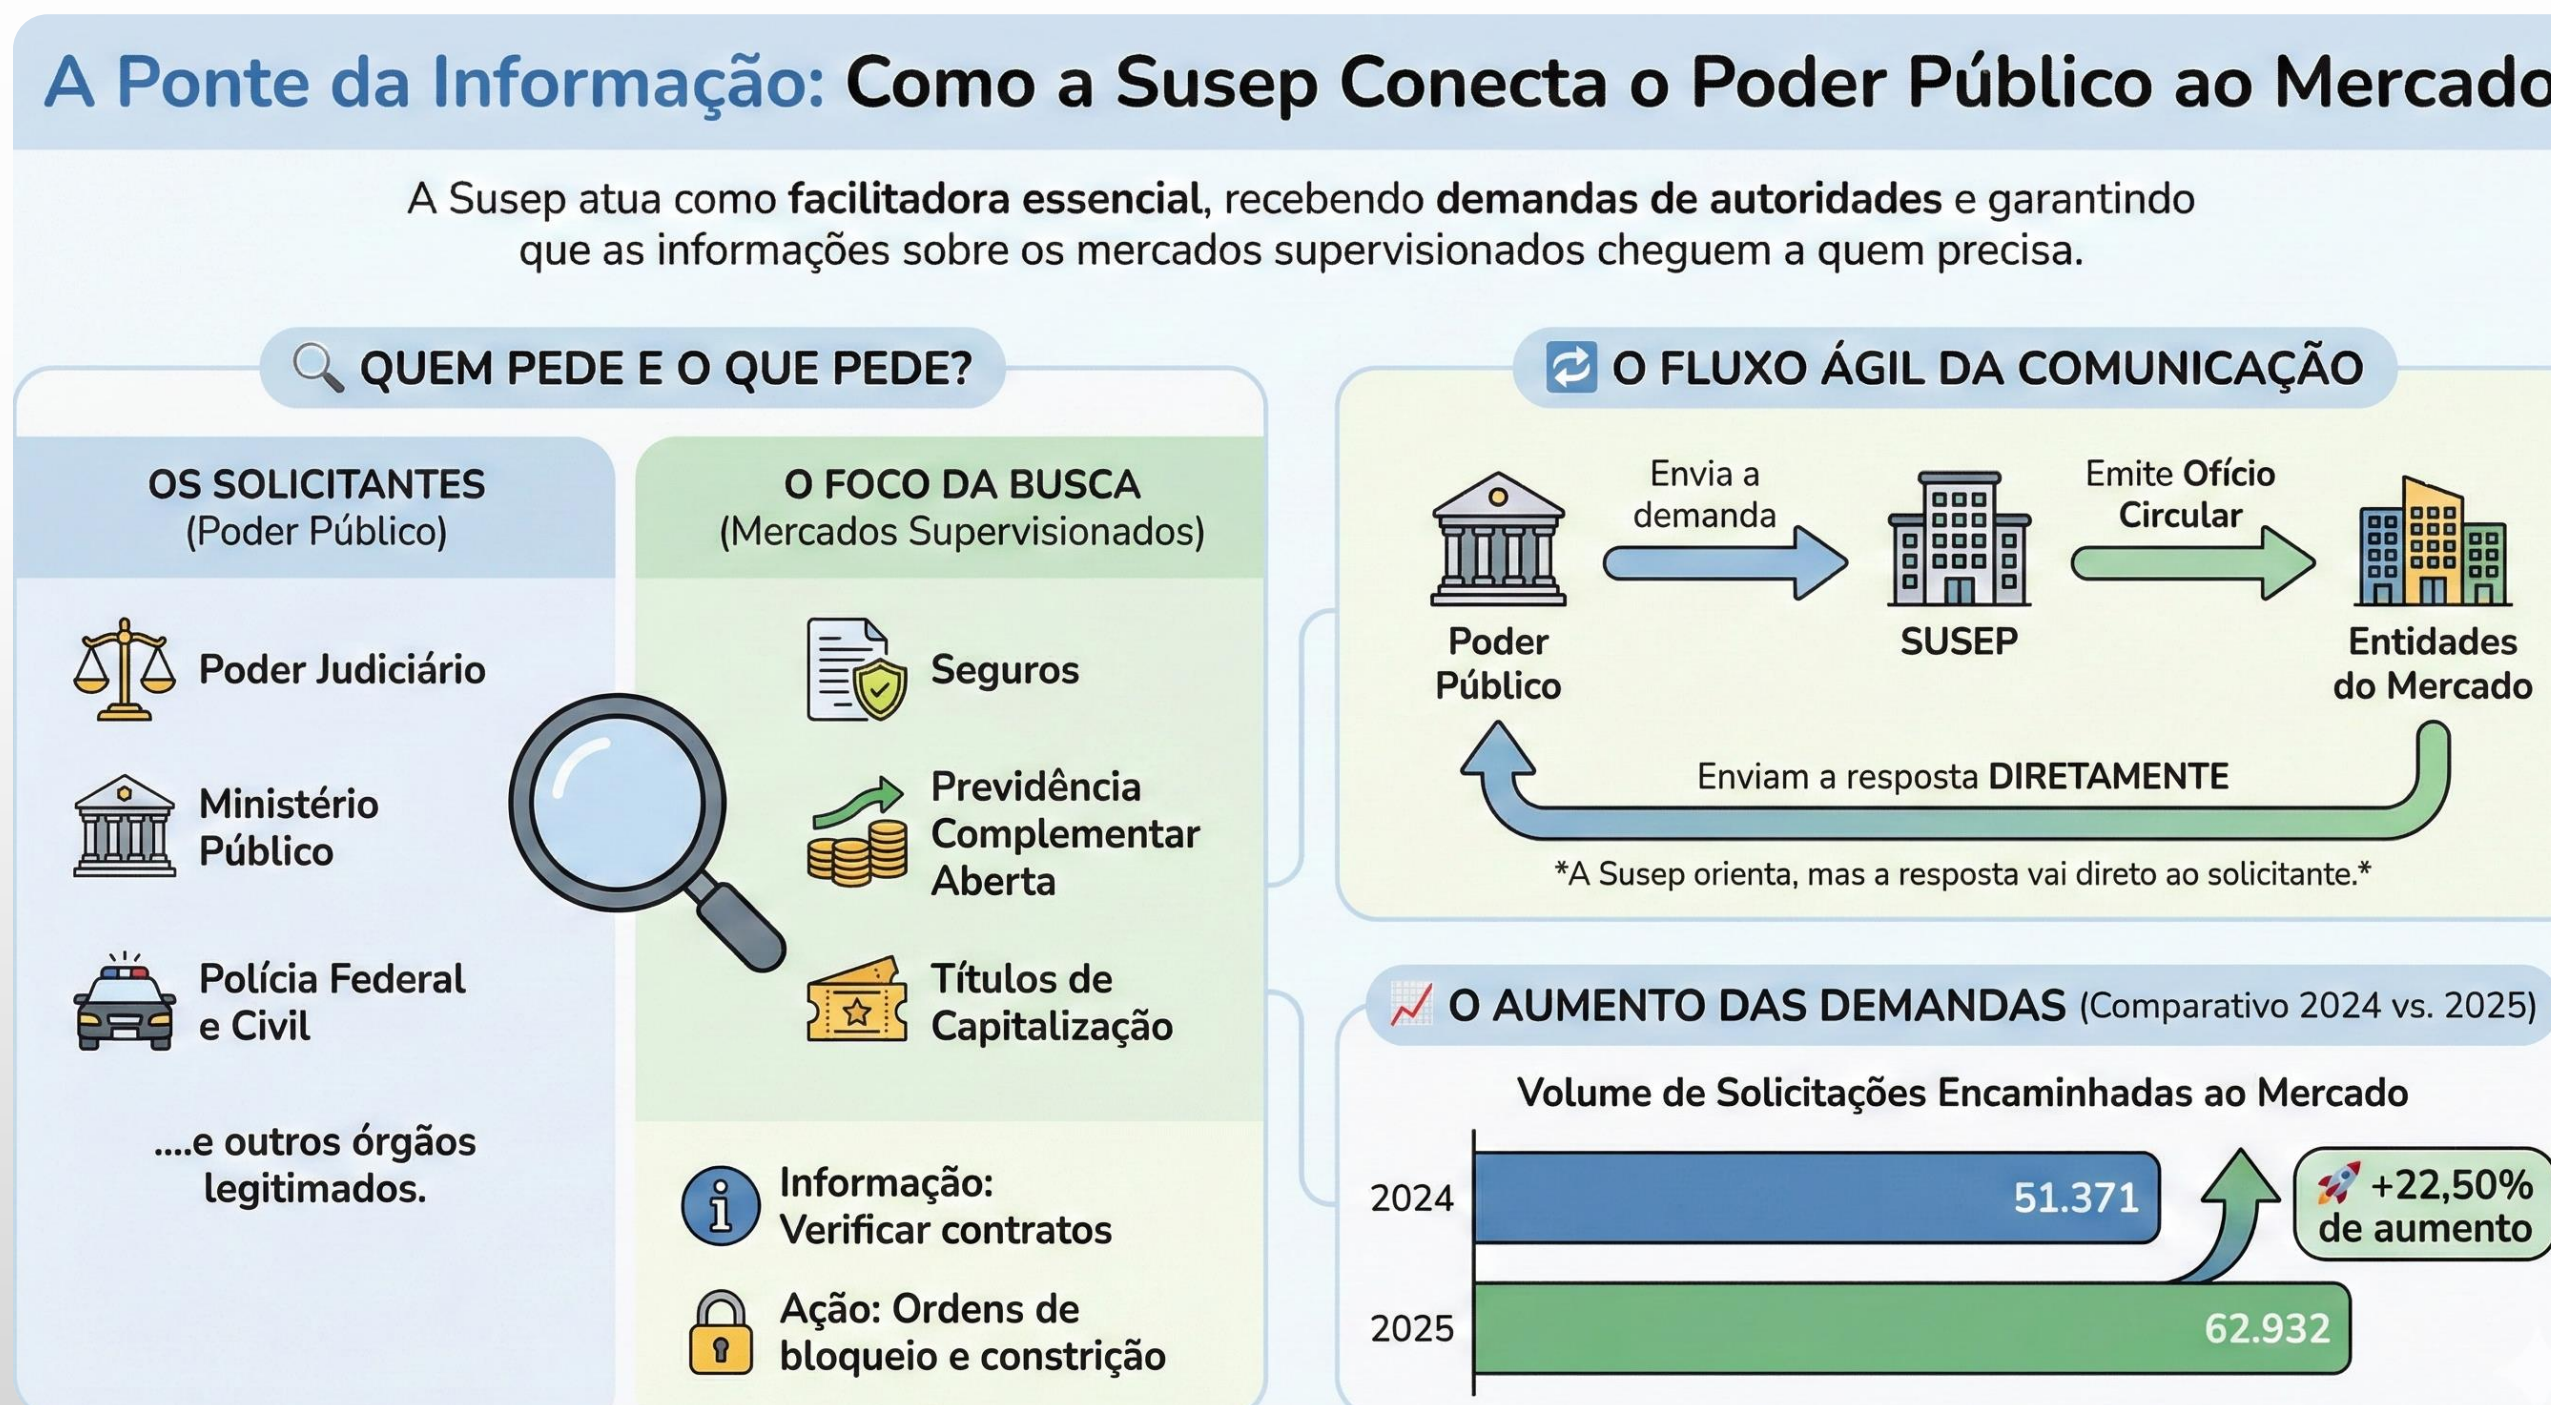 A Ponte da Informação: Como a Susep Conecta o Poder Público ao Mercado
A Susep atua como facilitadora essencial, recebendo demandas de autoridades e garantindo
que as informações sobre os mercados supervisionados cheguem a quem precisa.
QUEM PEDE E O QUE PEDE?
OS SOLICITANTES
(Poder Público)
Poder Judiciário
Ministério
Público
Polícia Federal
e Civil
....e outros órgãos
legitimados.
O FOCO DA BUSCA
(Mercados Supervisionados)
Seguros
Previdência
Complementar
Aberta
Títulos de
Capitalização
Informação:
Verificar contratos
Ação: Ordens de
bloqueio e constrição
O FLUXO ÁGIL DA COMUNICAÇÃO
Envia a
demanda
Emite Ofício
Circular
Poder
Público
SUSEP
Entidades
do Mercado
Enviam a resposta DIRETAMENTE
*A Susep orienta, mas a resposta vai direto ao solicitante.*
O AUMENTO DAS DEMANDAS (Comparativo 2024 vs. 2025)
Volume de Solicitações Encaminhadas ao Mercado
2024
51.371
+22,50%
de aumento
2025
62.932